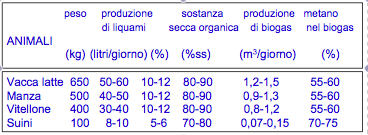 peso produzione sostanza produzione metano
di liquami secca organica di biogas nel biogas
ANIMALI
(kg) (litri/giorno) (%) (%ss) (m³/giorno) (%)
Vacca latte 650 50-60 10-12 80-90 1,2-1,5 55-60
Manza 500 40-50 10-12 80-90 0,9-1,3 55-60
Vitellone 400 30-40 10-12 80-90 0,8-1,2 55-60
Suini 100 8-10 5-6 70-80 0,07-0,15 70-75